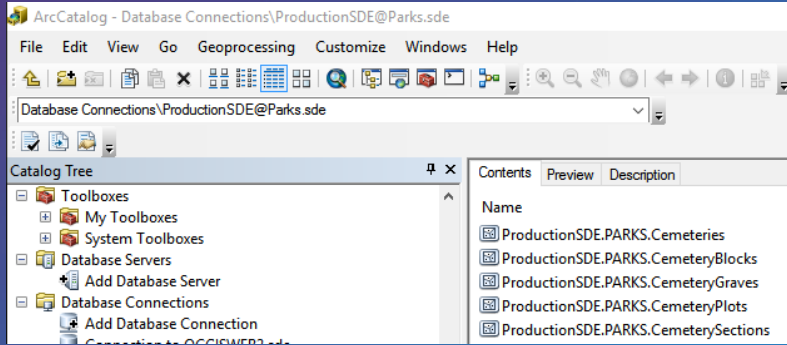 ArcCatalog - Database Connections\ProductionSDE@Parks.sde
File Edit View Go Geoprocessing Customize Windows Help
Database Connections\ProductionSDE@Parks.sde
Catalog Tree
Toolboxes
My Toolboxes
System Toolboxes
Database Servers
Add Database Server
Database Connections
Add Database Connection
Connection to
Contents Preview Description
Name
ProductionSDE.PARKS.Cemeteries
ProductionSDE.PARKS.CemeteryBlocks
ProductionSDE.PARKS.CemeteryGraves
ProductionSDE.PARKS.CemeteryPlots
ProductionSDE.PARKS.CemeterySections